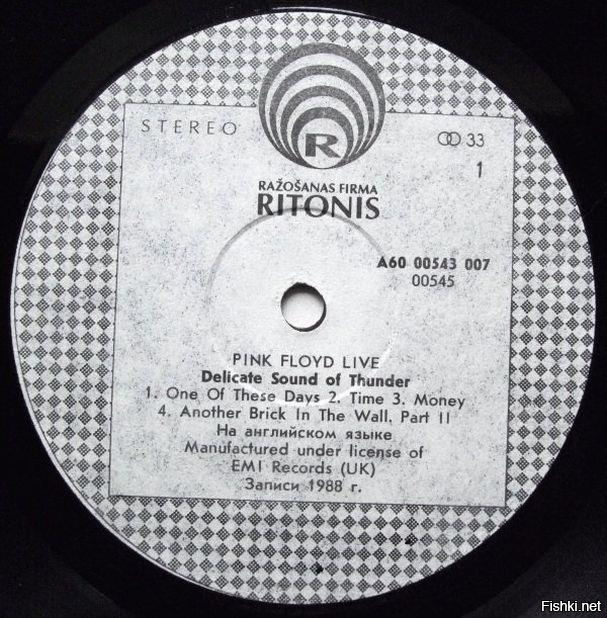 R
STEREO
33
1
RAŽOŠANAS FIRMA
RITONIS
A60 00543 007
00545
PINK FLOYD LIVE
Delicate Sound of Thunder
1. One Of These Days 2. Time 3. Money
4. Another Brick In The Wall, Part II
На английском языке
Manufactured under license of
EMI Records (UK)
Записи 1988 г.
Fishki.net